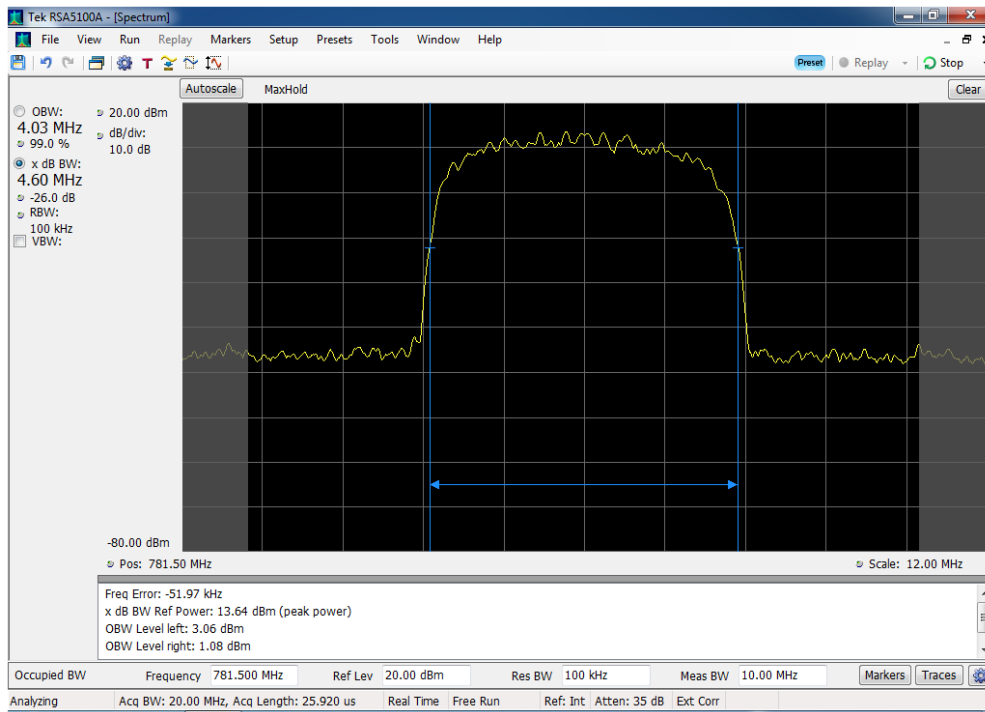 Tek RSA5100A - [Spectrum]
File View Run Replay Markers Setup Presets Tools Window Help
T Preset Replay Stop
Autoscale MaxHold Clear
OBW:
4.03 MHz
99.0 %
x dB BW:
4.60 MHz
-26.0 dB
RBW:
100 kHz
VBW:
20.00 dBm
dB/div:
10.0 dB
-80.00 dBm
Pos: 781.50 MHz Scale: 12.00 MHz
Freq Error: -51.97 kHz
x dB BW Ref Power: 13.64 dBm (peak power)
OBW Level left: 3.06 dBm
OBW Level right: 1.08 dBm
Occupied BW Frequency 781.500 MHz Ref Lev 20.00 dBm Res BW 100 kHz Meas BW 10.00 MHz Markers Traces
Analyzing Acq BW: 20.00 MHz, Acq Length: 25.920 us Real Time Free Run Ref: Int Atten: 35 dB Ext Corr